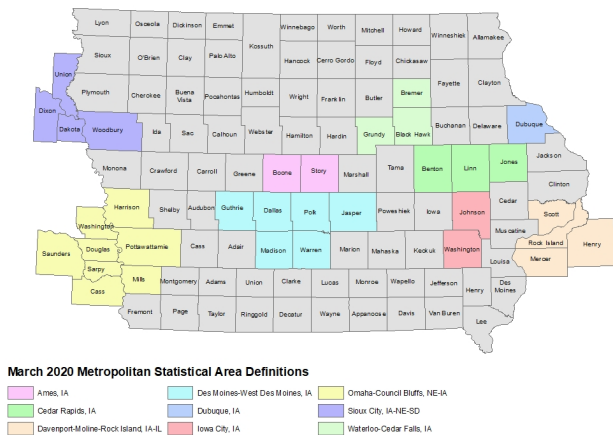 Lyon Osceola Dickinson Emmet Winnebago Worth Mitchell Howard Winneshiek Allamakee
Kossuth
Sioux O'Brien Clay Palo Alto Hancock Cerro Gordo Floyd Chickasaw
Union
Plymouth Cherokee Buena Vista Pocahontas Humboldt Wright Franklin Butler Bremer Fayette Clayton
Dixon Dakota Woodbury Ida Sac Calhoun Webster Hamilton Hardin Grundy Black Hawk Buchanan Delaware Dubuque
Monona Crawford Carroll Greene Boone Story Marshall Tama Benton Linn Jones Jackson
Clinton
Harrison Shelby Audubon Guthrie Dallas Polk Jasper Poweshiek Iowa Johnson Cedar Scott
Washington Muscatine
Saunders Douglas Pottawattamie Cass Adair Madison Warren Marion Mahaska Keokuk Washington Rock Island Henry
Sarpy Louisa Mercer
Cass Mills Montgomery Adams Union Clarke Lucas Monroe Wapello Jefferson Henry Des Moines
Fremont Page Taylor Ringgold Decatur Wayne Appanoose Davis Van Buren Lee
March 2020 Metropolitan Statistical Area Definitions
Ames, IA Des Moines-West Des Moines, IA Omaha-Council Bluffs, NE-IA
Cedar Rapids, IA Dubuque, IA Sioux City, IA-NE-SD
Davenport-Moline-Rock Island, IA-IL Iowa City, IA Waterloo-Cedar Falls, IA